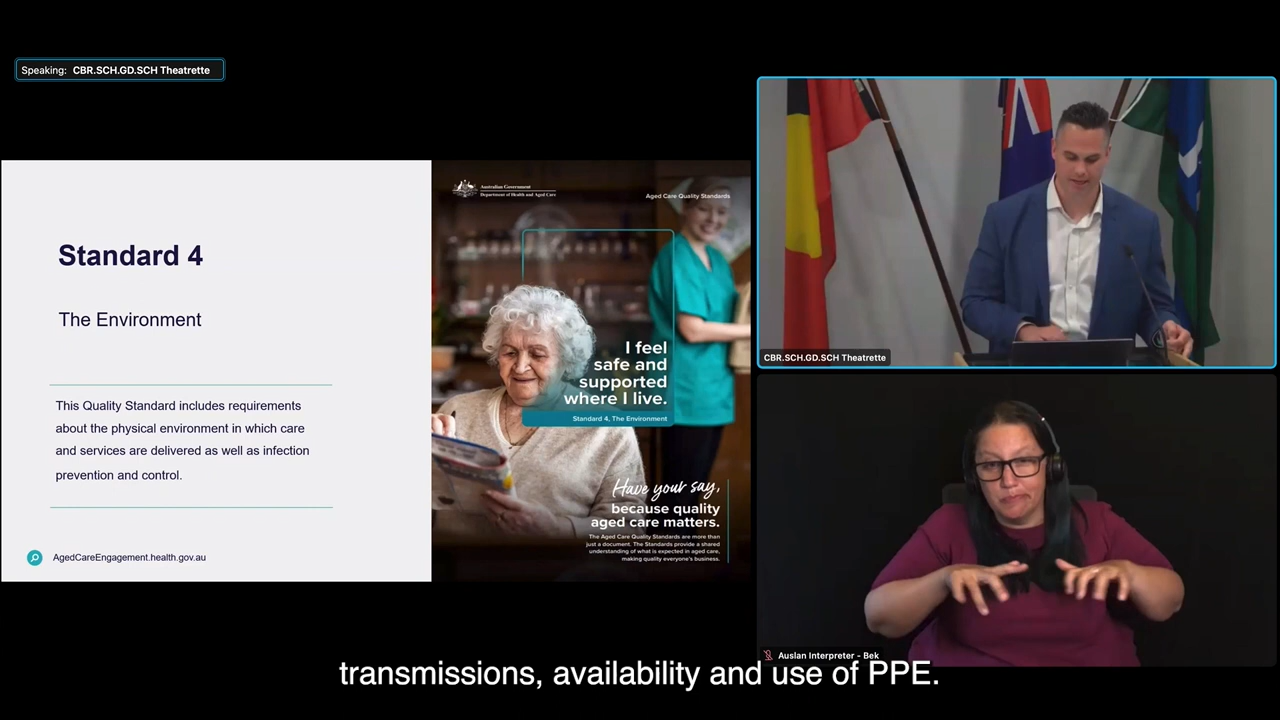 Speaking: CBR.SCH.GD.SCH Theatrette
Standard 4
The Environment
This Quality Standard includes requirements
about the physical environment in which care
and services are delivered as well as infection
prevention and control.
AgedCareEngagement.health.gov.au
Australian Government
Department of Health and Aged Care
Aged Care Quality Standards
I feel
safe and
supported
where I live.
Standard 4, The Environment
Have your say,
because quality
aged care matters.
The Aged Care Quality Standards are more than
just a document. The Standards provide a shared
understanding of what is expected in aged care,
making quality everyone's business.
CBR.SCH.GD.SCH Theatrette
Auslan Interpreter - Bek
transmissions, availability and use of PPE.